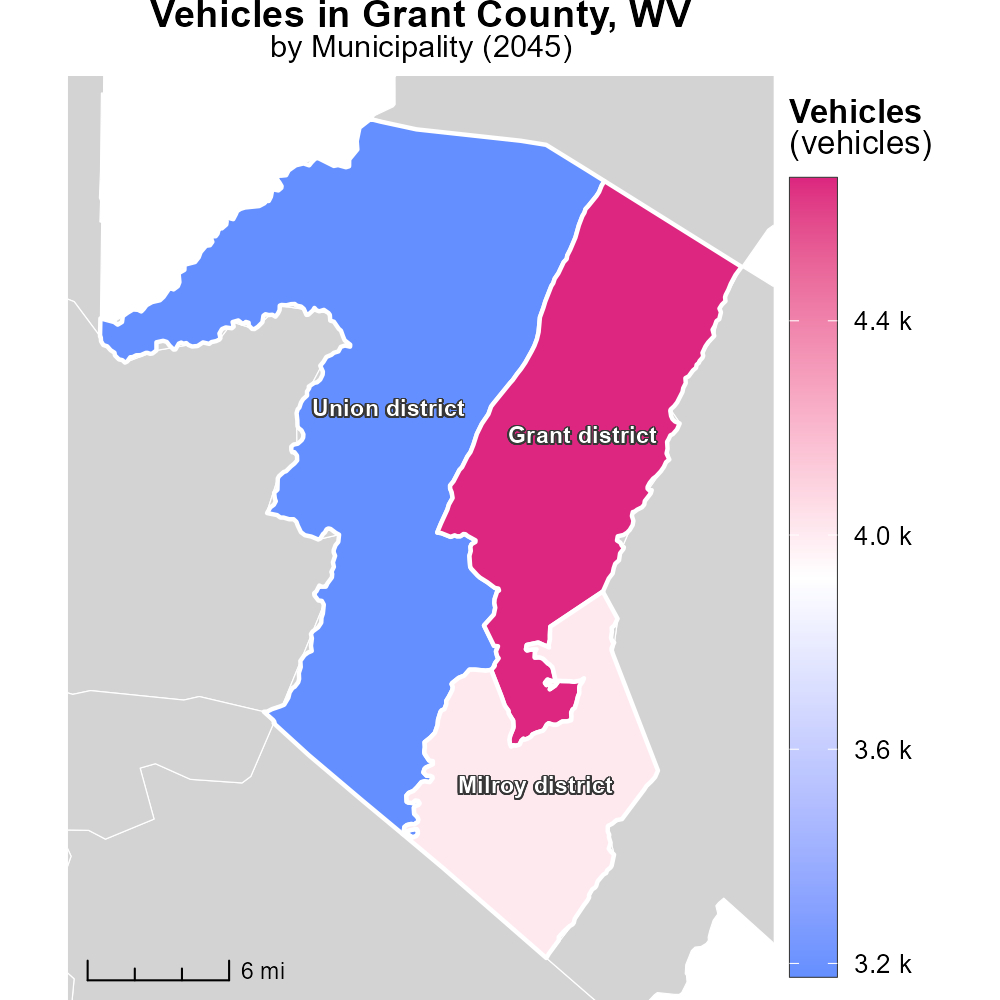 Vehicles in Grant County, WV
by Municipality (2045)
Vehicles
(vehicles)
4.4 k
Union district
Grant district
4.0 k
3.6 k
Milroy district
3.2 k
6 mi